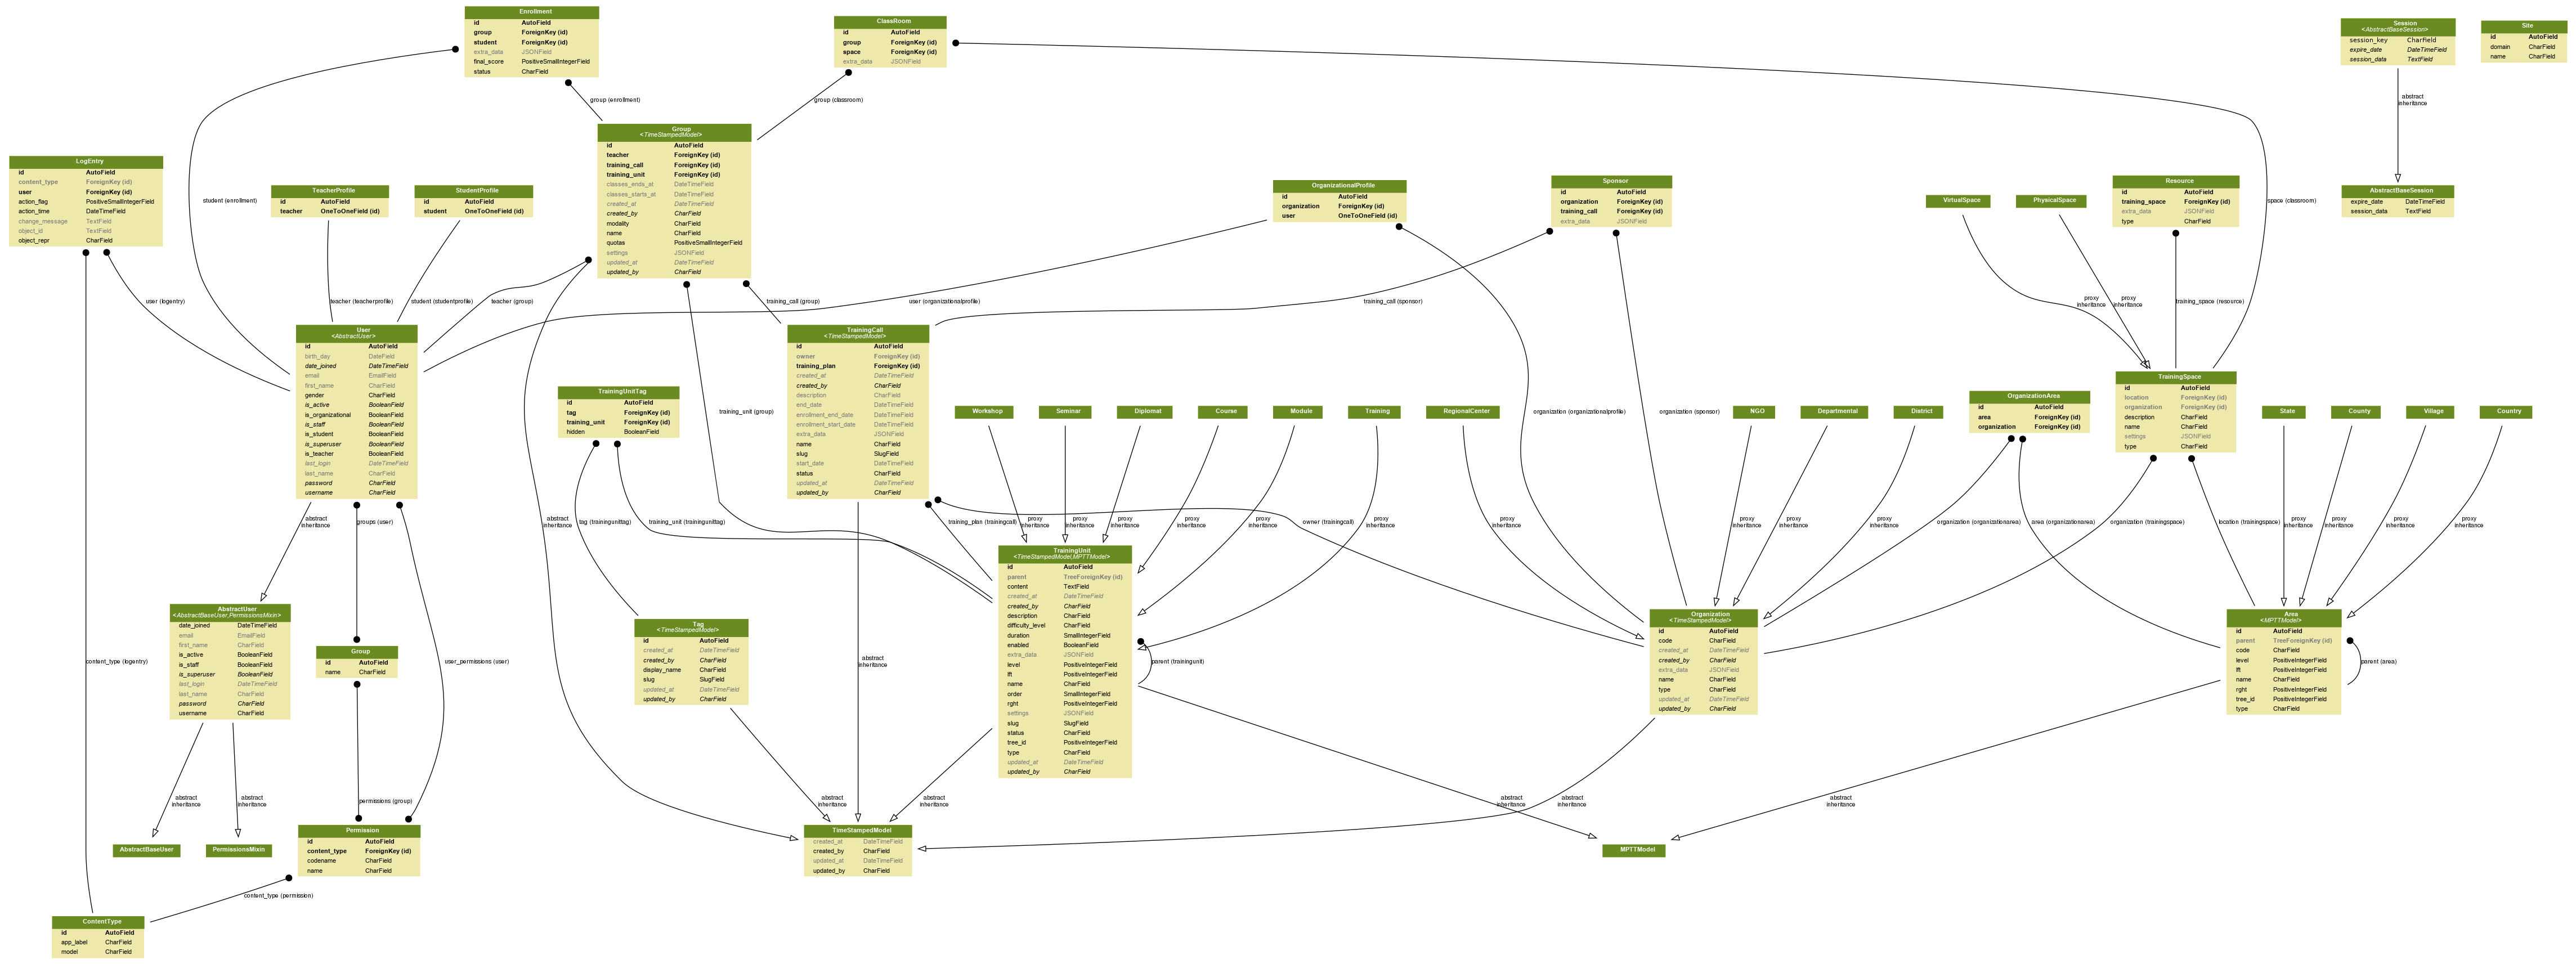 Enrollment
id AutoField
group ForeignKey (id)
student ForeignKey (id)
extra_data JSONField
final_score PositiveSmallIntegerField
status CharField
ClassRoom
id AutoField
group ForeignKey (id)
space ForeignKey (id)
extra_data JSONField
Session
<AbstractBaseSession>
session_key CharField
expire_date DateTimeField
session_data TextField
Site
id AutoField
domain CharField
name CharField
group (enrollment)
group (classroom)
abstract
inheritance
Group
<TimeStampedModel>
id AutoField
teacher ForeignKey (id)
training_call ForeignKey (id)
training_unit ForeignKey (id)
classes_ends_at DateTimeField
classes_starts_at DateTimeField
created_at DateTimeField
created_by CharField
modality CharField
name CharField
quotas PositiveSmallIntegerField
settings JSONField
updated_at DateTimeField
updated_by CharField
LogEntry
id AutoField
content_type ForeignKey (id)
user ForeignKey (id)
action_flag PositiveSmallIntegerField
action_time DateTimeField
change_message TextField
object_id TextField
object_repr CharField
student (enrollment)
TeacherProfile
id AutoField
teacher OneToOneField (id)
StudentProfile
id AutoField
student OneToOneField (id)
OrganizationalProfile
id AutoField
organization ForeignKey (id)
user OneToOneField (id)
Sponsor
id AutoField
organization ForeignKey (id)
training_call ForeignKey (id)
extra_data JSONField
VirtualSpace
PhysicalSpace
Resource
id AutoField
training_space ForeignKey (id)
extra_data JSONField
type CharField
space (classroom)
AbstractBaseSession
expire_date DateTimeField
session_data TextField
user (logentry)
teacher (teacherprofile)
student (studentprofile)
teacher (group)
training_call (group)
user (organizationalprofile)
training_call (sponsor)
proxy
inheritance
proxy
inheritance
training_space (resource)
User
<AbstractUser>
id AutoField
birth_day DateField
date_joined DateTimeField
email EmailField
first_name CharField
gender CharField
is_active BooleanField
is_organizational BooleanField
is_staff BooleanField
is_student BooleanField
is_superuser BooleanField
is_teacher BooleanField
last_login DateTimeField
last_name CharField
password CharField
username CharField
TrainingUnitTag
id AutoField
tag ForeignKey (id)
training_unit ForeignKey (id)
hidden BooleanField
training_unit (group)
TrainingCall
<TimeStampedModel>
id AutoField
owner ForeignKey (id)
training_plan ForeignKey (id)
created_at DateTimeField
created_by CharField
description CharField
end_date DateTimeField
enrollment_end_date DateTimeField
enrollment_start_date DateTimeField
extra_data JSONField
name CharField
slug SlugField
start_date DateTimeField
status CharField
updated_at DateTimeField
updated_by CharField
Workshop
Seminar
Diplomat
Course
Module
Training
RegionalCenter
organization (organizationalprofile)
organization (sponsor)
NGO
Departmental
District
OrganizationArea
id AutoField
area ForeignKey (id)
organization ForeignKey (id)
TrainingSpace
id AutoField
location ForeignKey (id)
organization ForeignKey (id)
description CharField
name CharField
settings JSONField
type CharField
State
County
Village
Country
abstract
inheritance
groups (user)
abstract
inheritance
tag (trainingunittag)
training_unit (trainingunittag)
training_plan (trainingcall)
proxy
inheritance
proxy
inheritance
proxy
inheritance
proxy
inheritance
proxy
inheritance
proxy
inheritance
owner (trainingcall)
proxy
inheritance
proxy
inheritance
proxy
inheritance
proxy
inheritance
organization (organizationarea)
area (organizationarea)
organization (trainingspace)
location (trainingspace)
proxy
inheritance
proxy
inheritance
proxy
inheritance
proxy
inheritance
AbstractUser
<AbstractBaseUser,PermissionsMixin>
date_joined DateTimeField
email EmailField
first_name CharField
is_active BooleanField
is_staff BooleanField
is_superuser BooleanField
last_login DateTimeField
last_name CharField
password CharField
username CharField
content_type (logentry)
Group
id AutoField
name CharField
user_permissions (user)
Tag
<TimeStampedModel>
id AutoField
created_at DateTimeField
created_by CharField
display_name CharField
slug SlugField
updated_at DateTimeField
updated_by CharField
abstract
inheritance
TrainingUnit
<TimeStampedModel,MPTTModel>
id AutoField
parent TreeForeignKey (id)
content TextField
created_at DateTimeField
created_by CharField
description CharField
difficulty_level CharField
duration SmallIntegerField
enabled BooleanField
extra_data JSONField
level PositiveIntegerField
lft PositiveIntegerField
name CharField
order SmallIntegerField
rght PositiveIntegerField
settings JSONField
slug SlugField
status CharField
tree_id PositiveIntegerField
type CharField
updated_at DateTimeField
updated_by CharField
parent (trainingunit)
Organization
<TimeStampedModel>
id AutoField
code CharField
created_at DateTimeField
created_by CharField
extra_data JSONField
name CharField
type CharField
updated_at DateTimeField
updated_by CharField
Area
<MPTTModel>
id AutoField
parent TreeForeignKey (id)
code CharField
level PositiveIntegerField
lft PositiveIntegerField
name CharField
rght PositiveIntegerField
tree_id PositiveIntegerField
type CharField
parent (area)
abstract
inheritance
abstract
inheritance
permissions (group)
abstract
inheritance
abstract
inheritance
abstract
inheritance
abstract
inheritance
abstract
inheritance
AbstractBaseUser
PermissionsMixin
Permission
id AutoField
content_type ForeignKey (id)
codename CharField
name CharField
TimeStampedModel
created_at DateTimeField
created_by CharField
updated_at DateTimeField
updated_by CharField
MPTTModel
content_type (permission)
ContentType
id AutoField
app_label CharField
model CharField